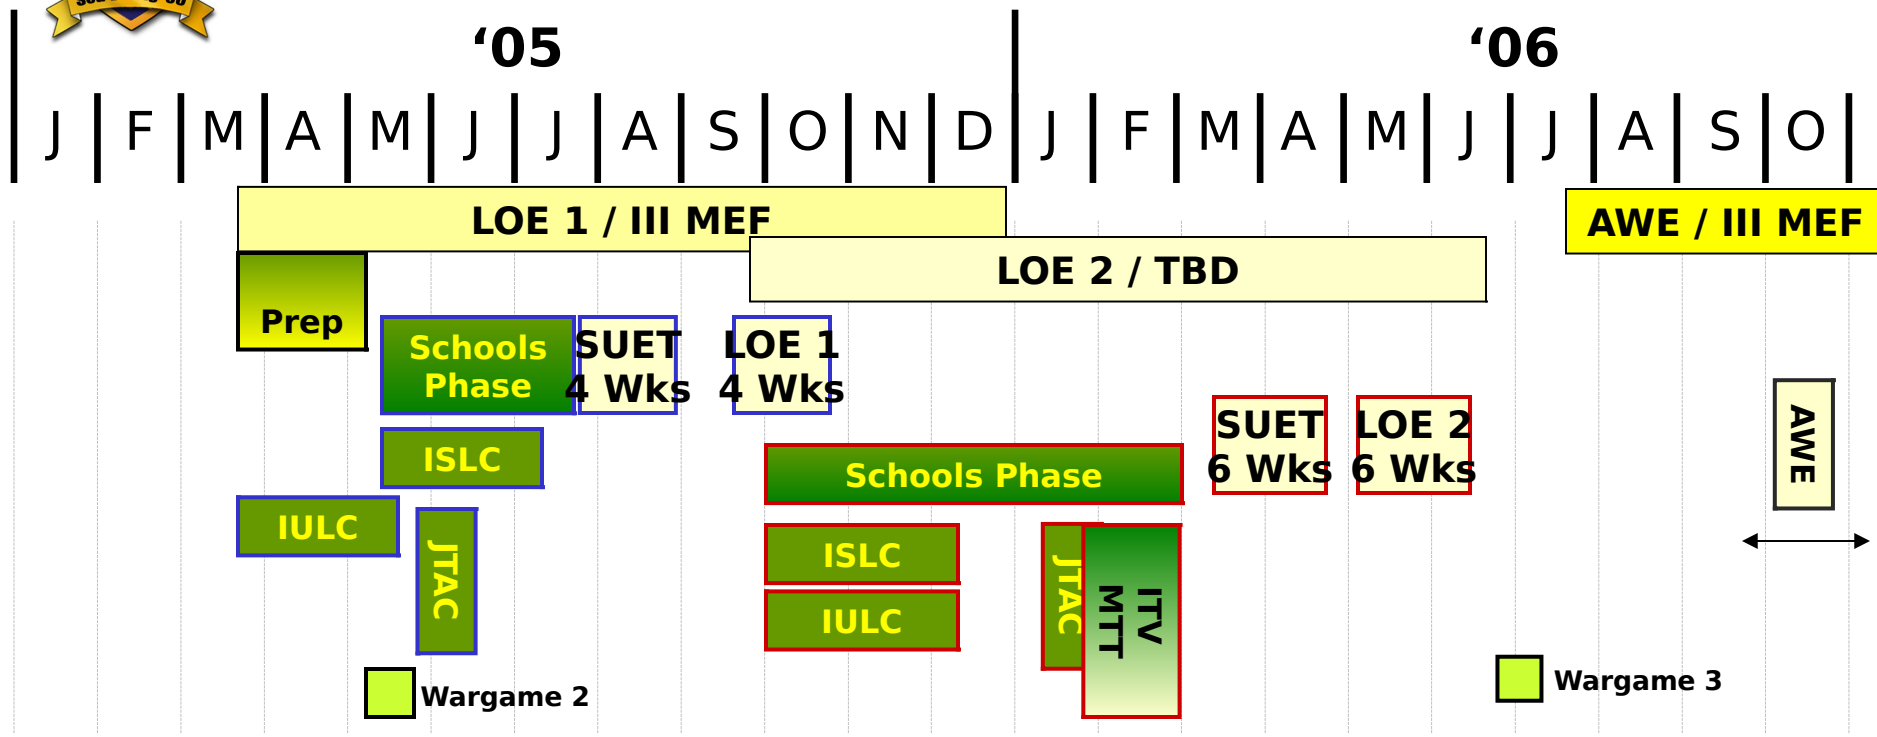 ‘05
‘06
J F M A M J J A S O N D J F M A M J J A S O
LOE 1 / III MEF
AWE / III MEF
LOE 2 / TBD
Prep
Schools
Phase
SUET
4 Wks
LOE 1
4 Wks
SUET
6 Wks
LOE 2
6 Wks
AWE
ISLC
Schools Phase
IULC
JTAC
ISLC
IULC
JTAC
ITV
MTT
Wargame 2
Wargame 3